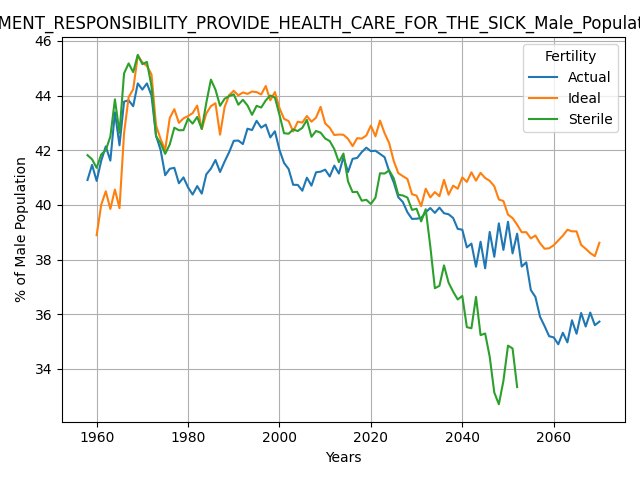 MENT_RESPONSIBILITY_PROVIDE_HEALTH_CARE_FOR_THE_SICK_Male_Populat
46
44
42
40
38
36
34
% of Male Population
1960
1980
2000
2020
2040
2060
Years
Fertility
Actual
Ideal
Sterile